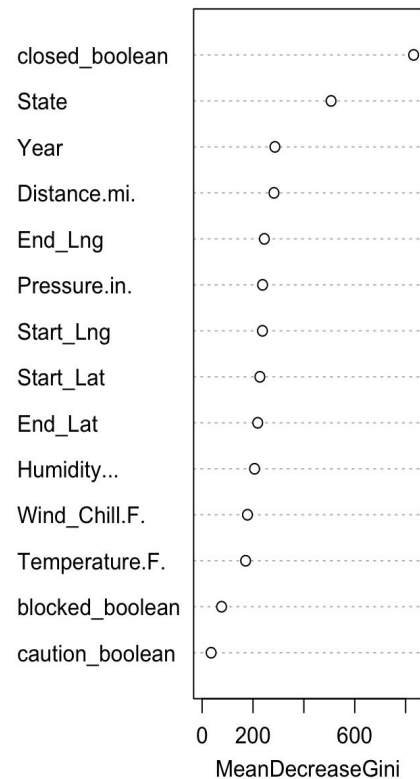 closed_boolean
State
Year
Distance.mi.
End_Lng
Pressure.in.
Start_Lng
Start_Lat
End_Lat
Humidity...
Wind_Chill.F.
Temperature.F.
blocked_boolean
caution_boolean
0 200 600
MeanDecreaseGini